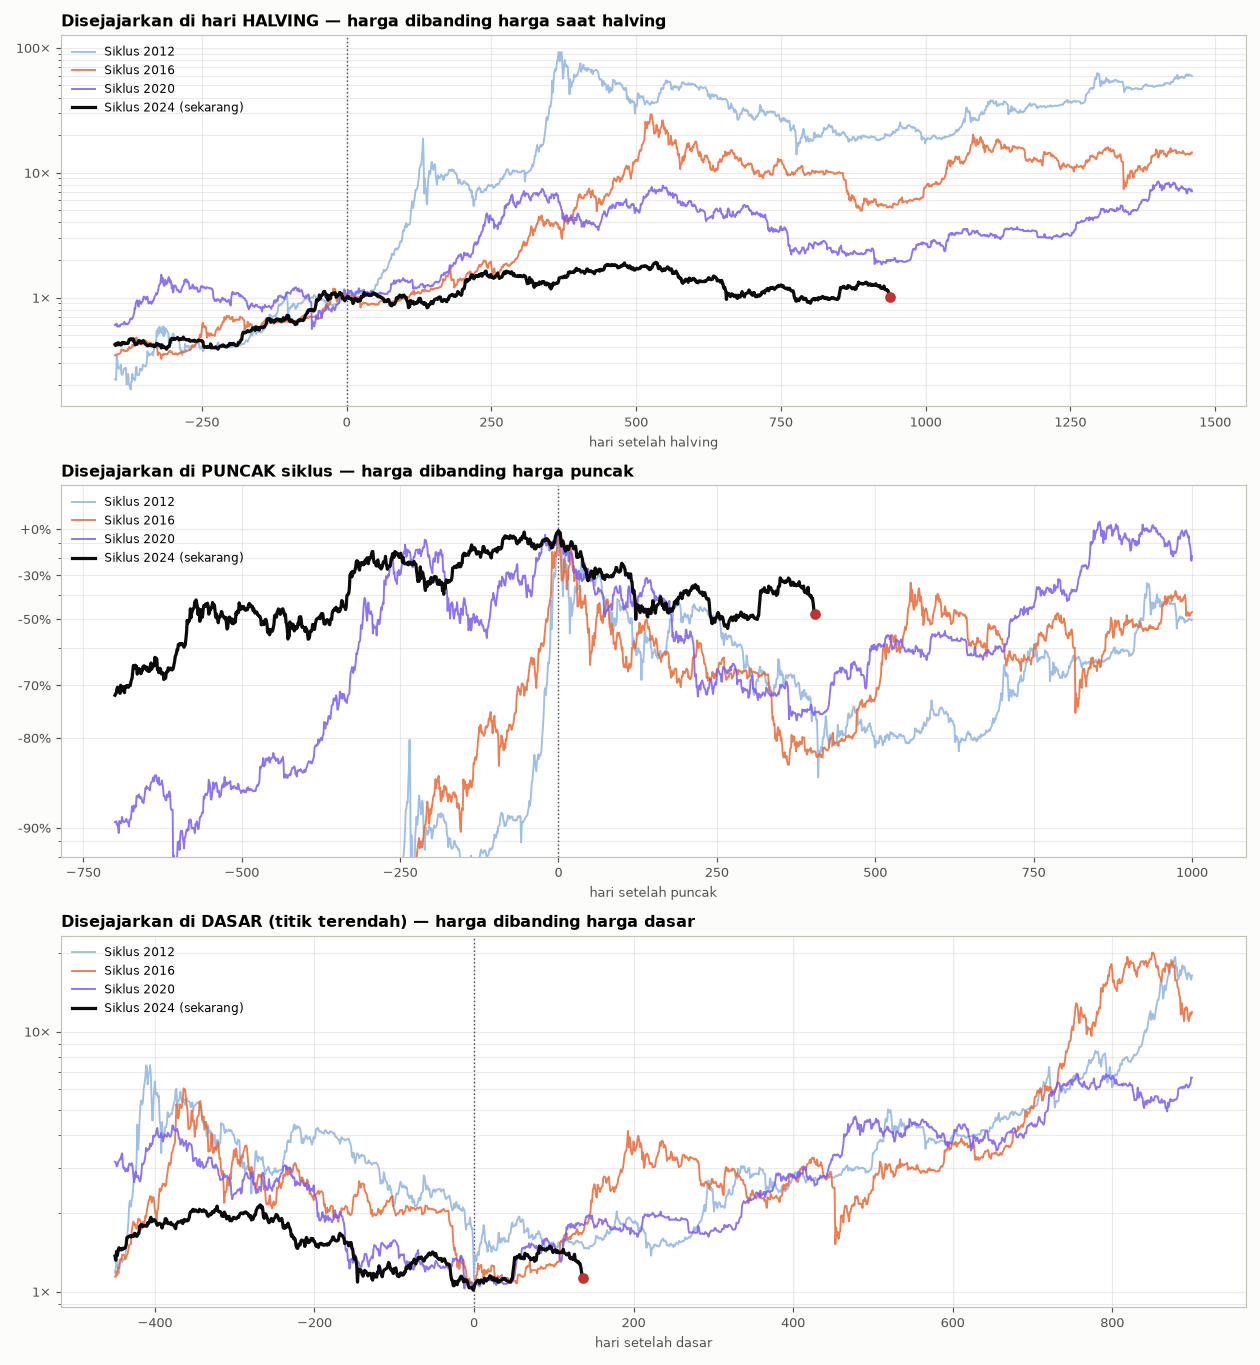 Disejajarkan di hari HALVING — harga dibanding harga saat halving
Siklus 2012
Siklus 2016
Siklus 2020
Siklus 2024 (sekarang)
100×
10×
1×
−250
0
250
500
750
1000
1250
1500
hari setelah halving
Disejajarkan di PUNCAK siklus — harga dibanding harga puncak
Siklus 2012
Siklus 2016
Siklus 2020
Siklus 2024 (sekarang)
+0%
-30%
-50%
-70%
-80%
-90%
−750
−500
−250
0
250
500
750
1000
hari setelah puncak
Disejajarkan di DASAR (titik terendah) — harga dibanding harga dasar
Siklus 2012
Siklus 2016
Siklus 2020
Siklus 2024 (sekarang)
10×
1×
−400
−200
0
200
400
600
800
hari setelah dasar